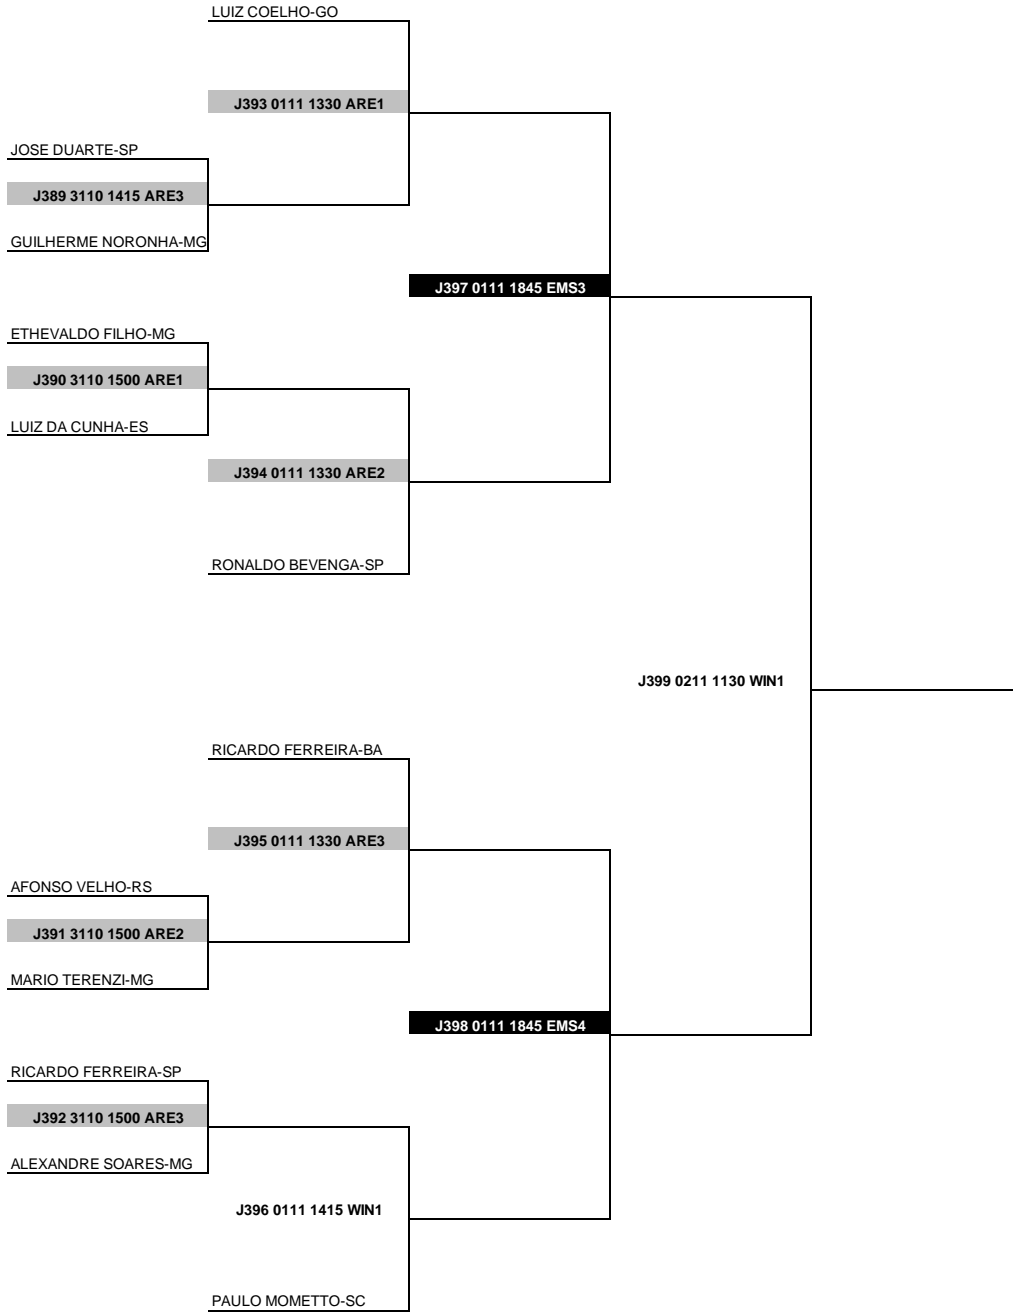 LUIZ COELHO-GO
J393 0111 1330 ARE1
JOSE DUARTE-SP
J389 3110 1415 ARE3
GUILHERME NORONHA-MG
J397 0111 1845 EMS3
ETHEVALDO FILHO-MG
J390 3110 1500 ARE1
LUIZ DA CUNHA-ES
J394 0111 1330 ARE2
RONALDO BEVENGA-SP
J399 0211 1130 WIN1
RICARDO FERREIRA-BA
J395 0111 1330 ARE3
AFONSO VELHO-RS
J391 3110 1500 ARE2
MARIO TERENZI-MG
J398 0111 1845 EMS4
RICARDO FERREIRA-SP
J392 3110 1500 ARE3
ALEXANDRE SOARES-MG
J396 0111 1415 WIN1
PAULO MOMETTO-SC